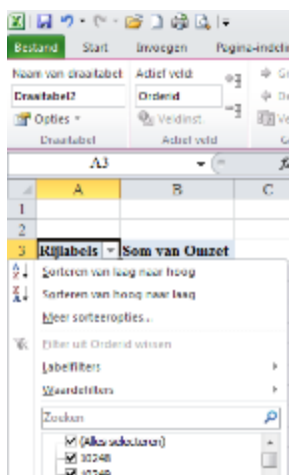 Bestand Start Invoegen Pagina-indelin
Naam van draaitabel: Actief veld:
Draaitabel2 Orderid
Opties Veldinst.
Draaitabel Actief veld
A3
A B C
1
2
3 Rijlabels Som van Omzet
Sorteren van laag naar hoog
Sorteren van hoog naar laag
Meer sorteeropties...
Filter uit Orderid wissen
Labelfilters
Waardefilters
Zoeken
(Alles selecteren)
10248
10249